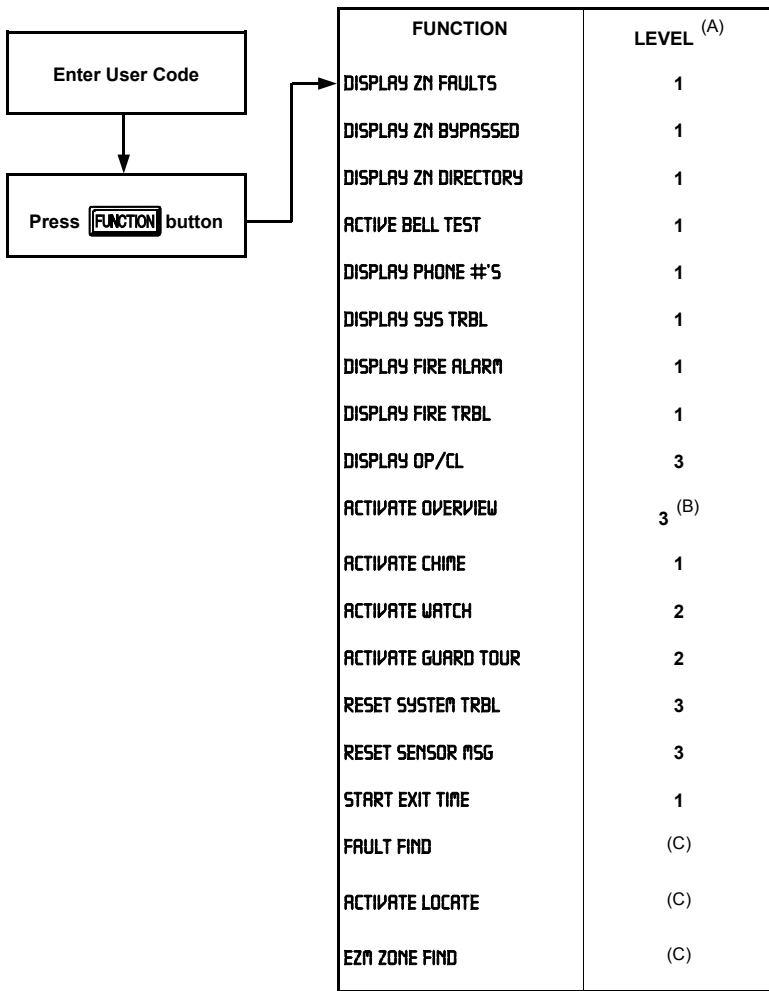 Enter User Code
Press FUNCTION button
FUNCTION LEVEL (A)
DISPLAY ZN FAULTS 1
DISPLAY ZN BYPASSED 1
DISPLAY ZN DIRECTORY 1
ACTIVE BELL TEST 1
DISPLAY PHONE #'S 1
DISPLAY SYS TRBL 1
DISPLAY FIRE ALARM 1
DISPLAY FIRE TRBL 1
DISPLAY OP/CL 3
ACTIVATE OVERVIEW 3 (B)
ACTIVATE CHIME 1
ACTIVATE WATCH 2
ACTIVATE GUARD TOUR 2
RESET SYSTEM TRBL 3
RESET SENSOR MSG 3
START EXIT TIME 1
FAULT FIND (C)
ACTIVATE LOCATE (C)
EZM ZONE FIND (C)